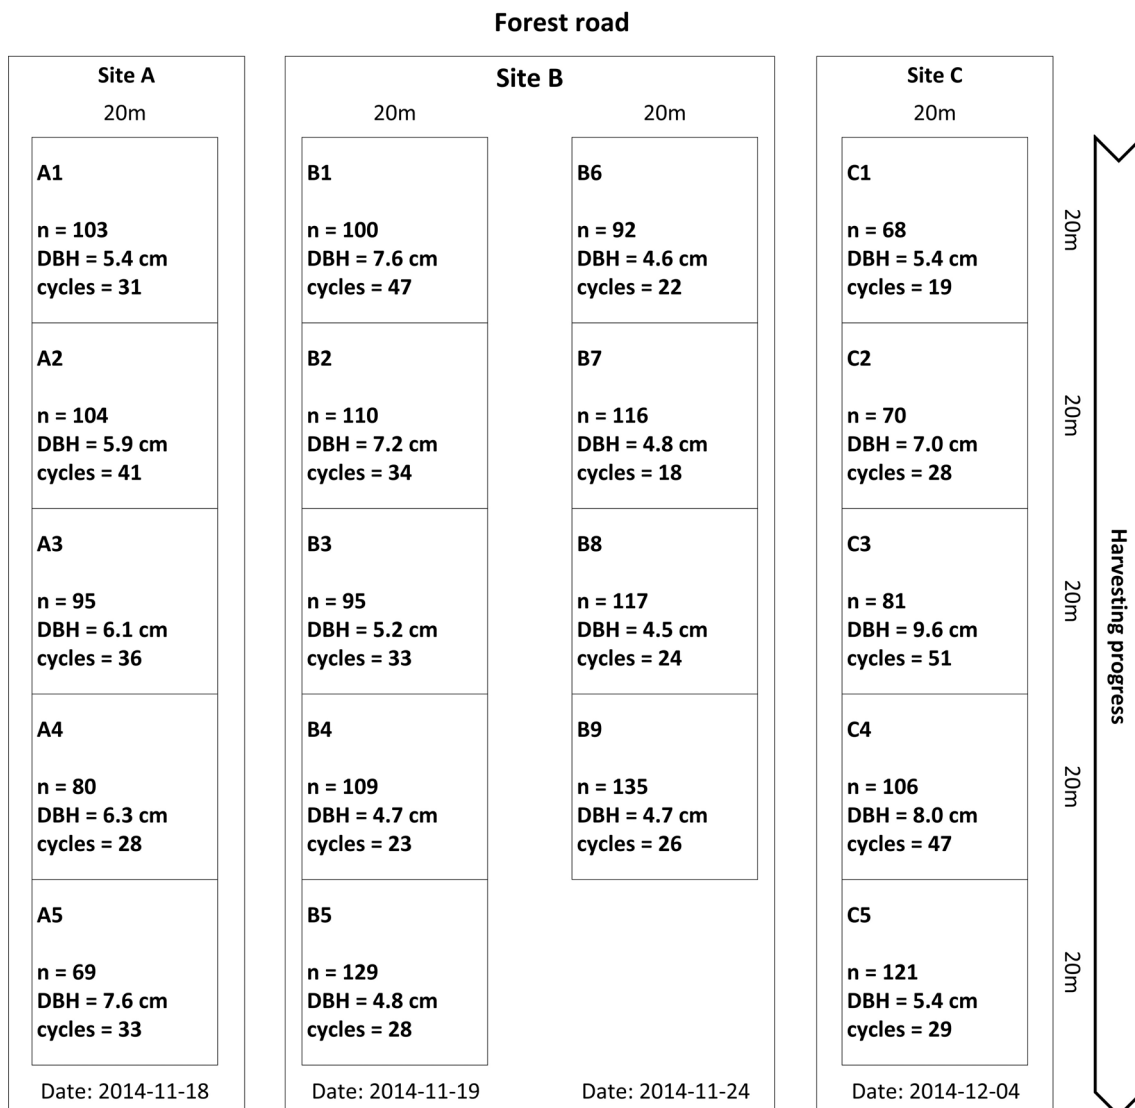 Forest road
Site A
20m
A1
n = 103
DBH = 5.4 cm
cycles = 31
A2
n = 104
DBH = 5.9 cm
cycles = 41
A3
n = 95
DBH = 6.1 cm
cycles = 36
A4
n = 80
DBH = 6.3 cm
cycles = 28
A5
n = 69
DBH = 7.6 cm
cycles = 33
Date: 2014-11-18
Site B
20m
B1
n = 100
DBH = 7.6 cm
cycles = 47
B2
n = 110
DBH = 7.2 cm
cycles = 34
B3
n = 95
DBH = 5.2 cm
cycles = 33
B4
n = 109
DBH = 4.7 cm
cycles = 23
B5
n = 129
DBH = 4.8 cm
cycles = 28
Date: 2014-11-19
20m
B6
n = 92
DBH = 4.6 cm
cycles = 22
B7
n = 116
DBH = 4.8 cm
cycles = 18
B8
n = 117
DBH = 4.5 cm
cycles = 24
B9
n = 135
DBH = 4.7 cm
cycles = 26
Date: 2014-11-24
Site C
20m
C1
n = 68
DBH = 5.4 cm
cycles = 19
C2
n = 70
DBH = 7.0 cm
cycles = 28
C3
n = 81
DBH = 9.6 cm
cycles = 51
C4
n = 106
DBH = 8.0 cm
cycles = 47
C5
n = 121
DBH = 5.4 cm
cycles = 29
Date: 2014-12-04
20m
20m
20m
20m
20m
Harvesting progress